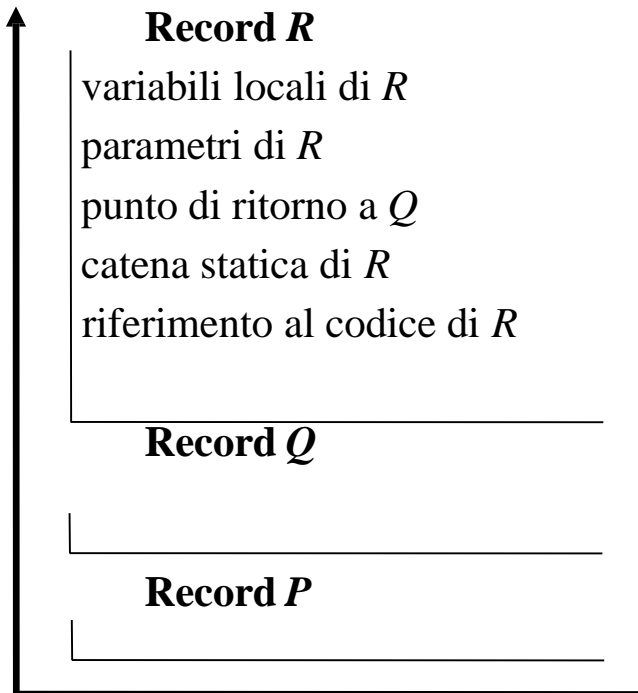 Record R
variabili locali di R
parametri di R
punto di ritorno a Q
catena statica di R
riferimento al codice di R
Record Q
Record P